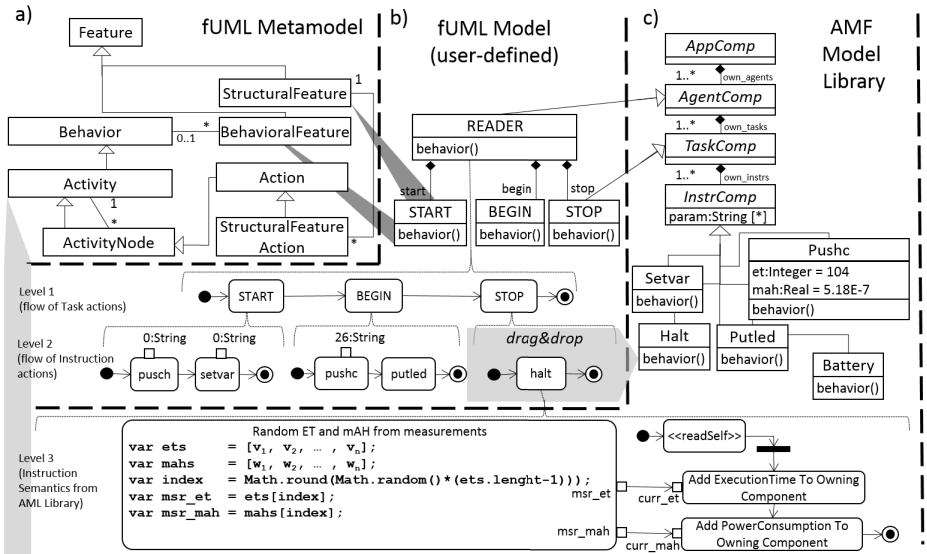 a)
fUML Metamodel
Feature
1
StructuralFeature
Behavior
0..1
*
BehavioralFeature
Activity
1
*
ActivityNode
Action
StructuralFeature
Action
*
b)
fUML Model
(user-defined)
READER
behavior()
start
begin
stop
START
behavior()
BEGIN
behavior()
STOP
behavior()
c)
AMF
Model
Library
AppComp
1..*
own_agents
AgentComp
1..*
own_tasks
TaskComp
1..*
own_instrs
InstrComp
param:String [*]
Pushc
et:Integer = 104
mah:Real = 5.18E-7
behavior()
Setvar
behavior()
Halt
behavior()
Putled
behavior()
Battery
behavior()
Level 1
(flow of Task actions)
START
BEGIN
STOP
Level 2
(flow of Instruction
actions)
0:String
0:String
pusch
setvar
26:String
pushc
putled
drag&drop
halt
Level 3
(Instruction
Semantics from
AML Library)
Random ET and mAH from measurements
var ets = [v1, v2, … , vn];
var mahs = [w1, w2, … , wn];
var index = Math.round(Math.random()*(ets.lenght-1)));
var msr_et = ets[index];
var msr_mah = mahs[index];
msr_et
msr_mah
<<readSelf>>
curr_et
Add ExecutionTime To Owning
Component
curr_mah
Add PowerConsumption To
Owning Component